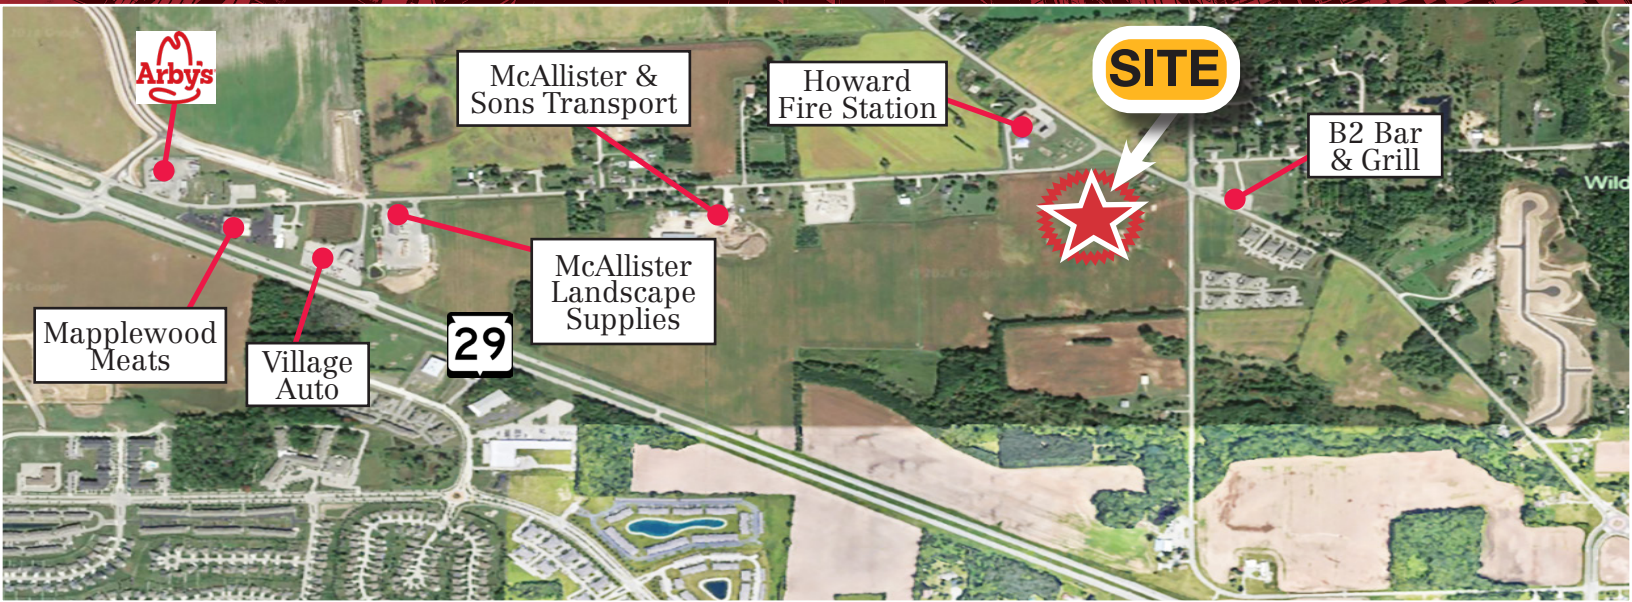 Arby's
McAllister &
Sons Transport
Howard
Fire Station
SITE
B2 Bar
& Grill
Wild
McAllister
Landscape
Supplies
Mapplewood
Meats
Village
Auto
29